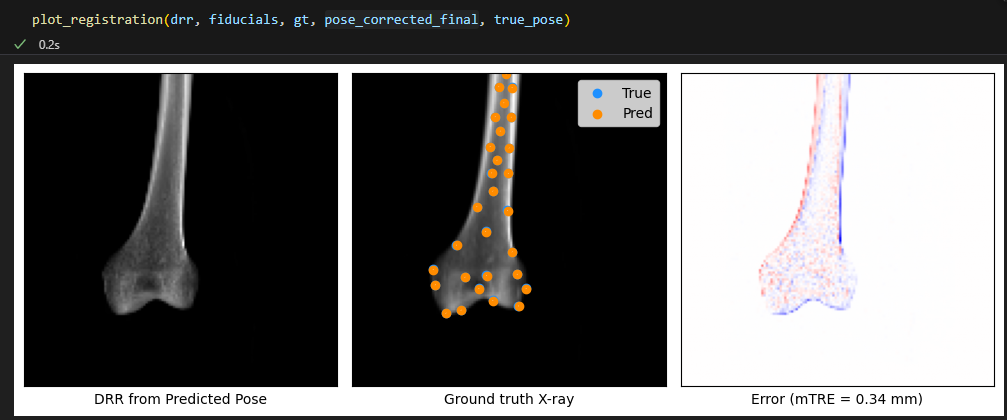 plot_registration(drr, fiducials, gt, pose_corrected_final, true_pose)
✓ 0.2s
True
Pred
DRR from Predicted Pose
Ground truth X-ray
Error (mTRE = 0.34 mm)